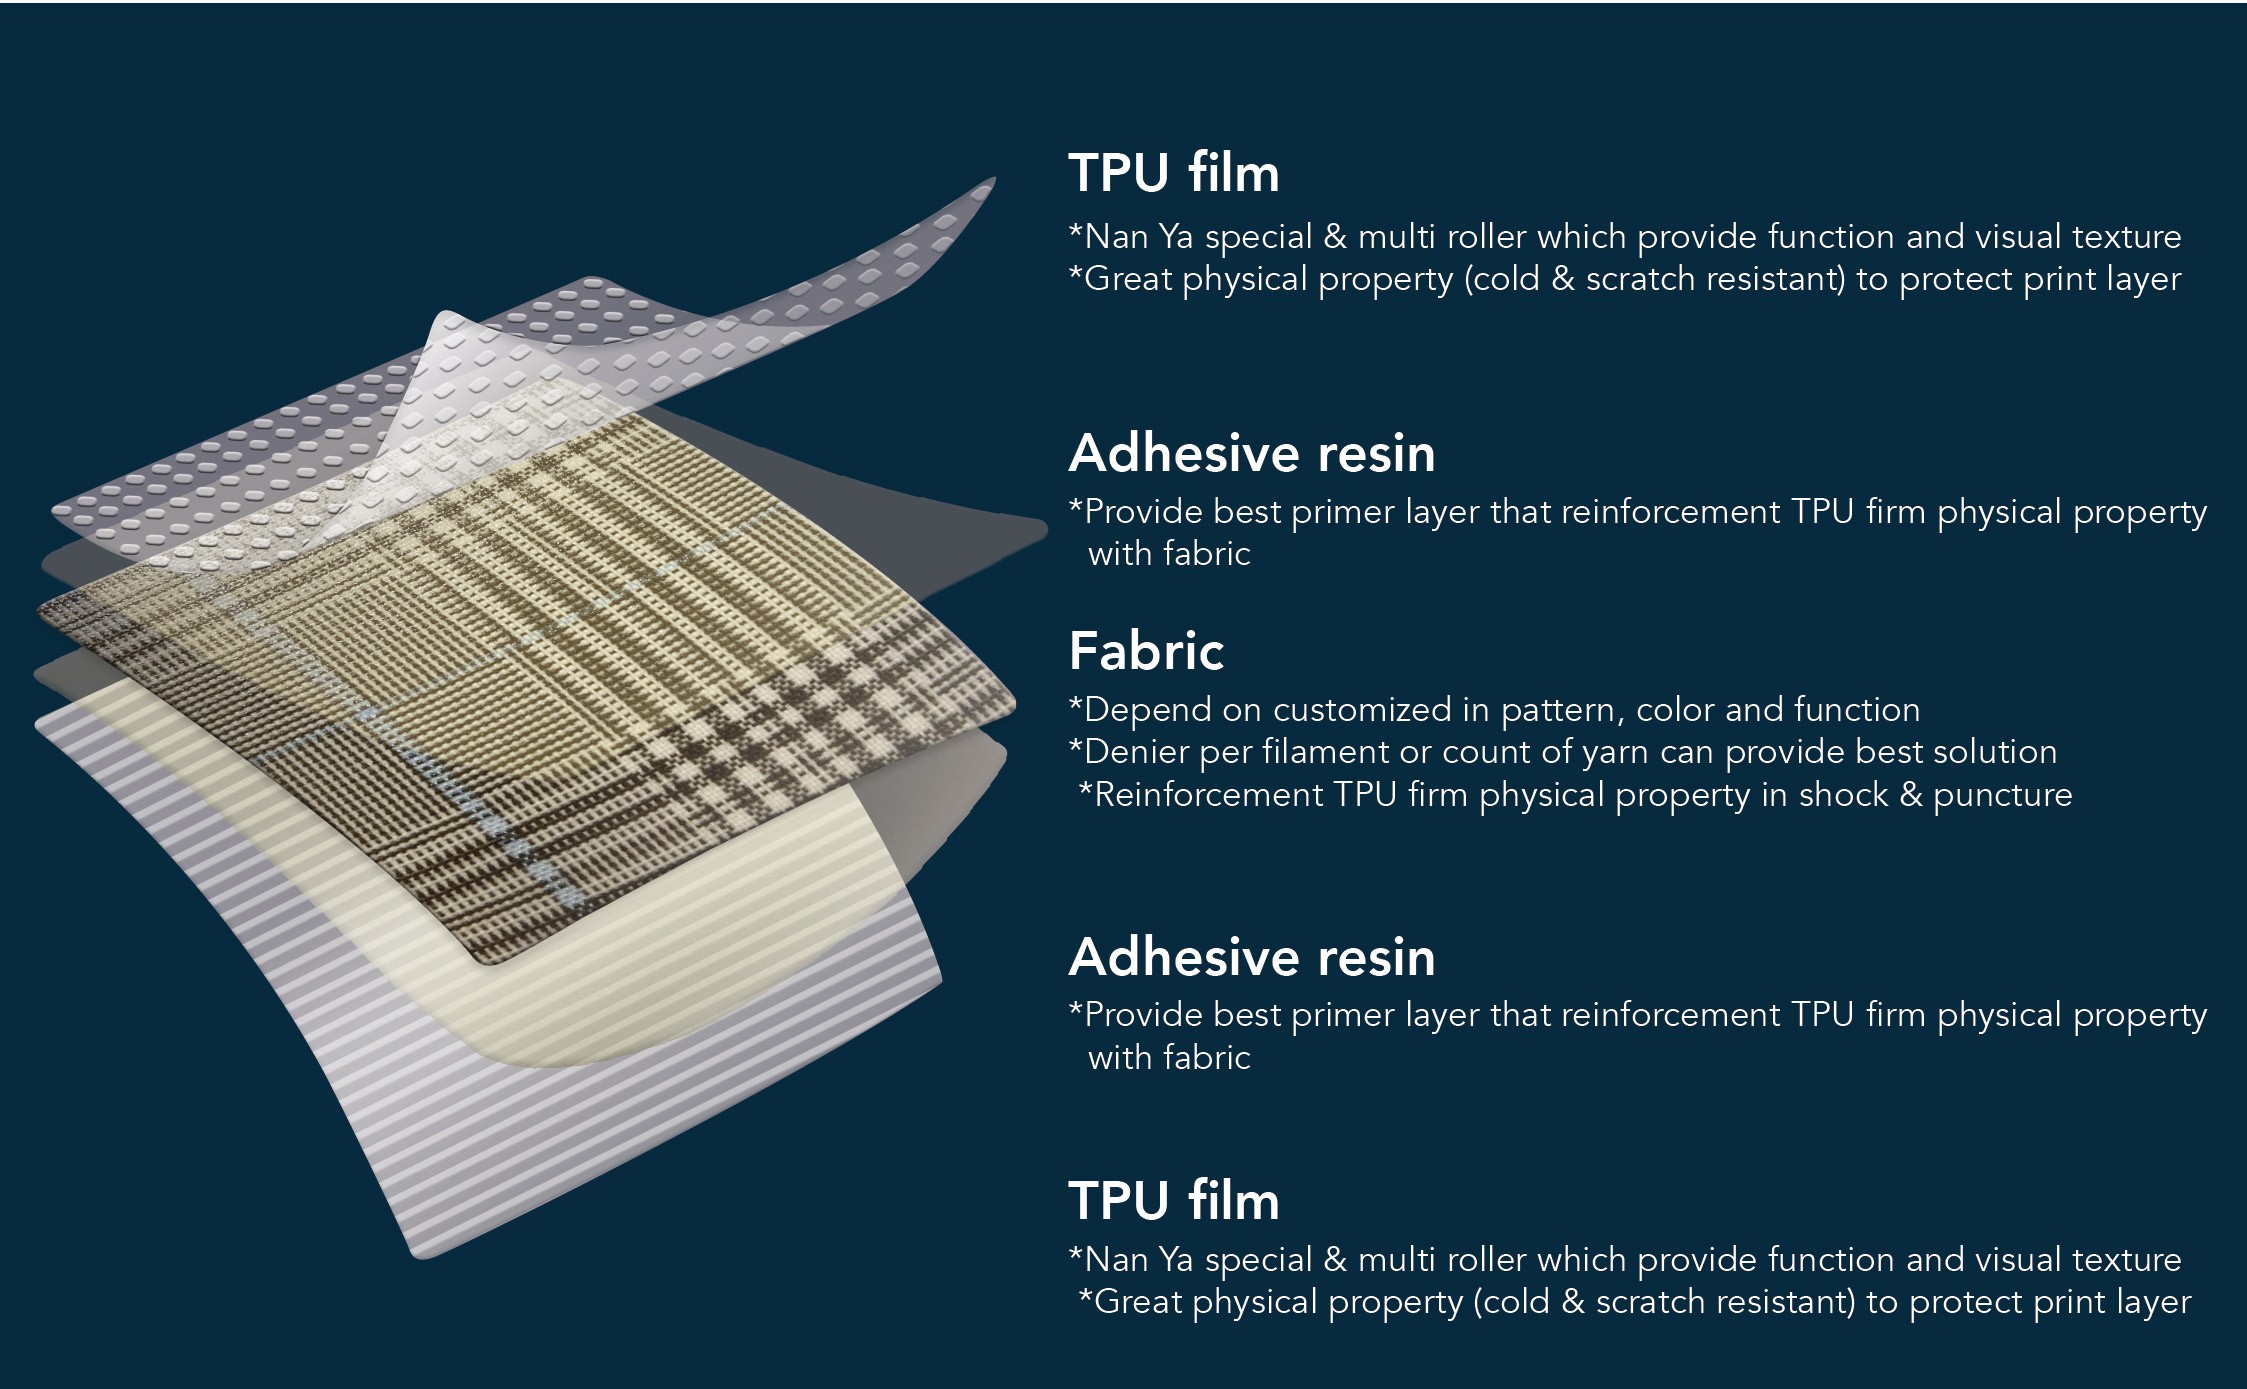 TPU film
*Nan Ya special & multi roller which provide function and visual texture
*Great physical property (cold & scratch resistant) to protect print layer
Adhesive resin
*Provide best primer layer that reinforcement TPU firm physical property
with fabric
Fabric
*Depend on customized in pattern, color and function
*Denier per filament or count of yarn can provide best solution
*Reinforcement TPU firm physical property in shock & puncture
Adhesive resin
*Provide best primer layer that reinforcement TPU firm physical property
with fabric
TPU film
*Nan Ya special & multi roller which provide function and visual texture
*Great physical property (cold & scratch resistant) to protect print layer